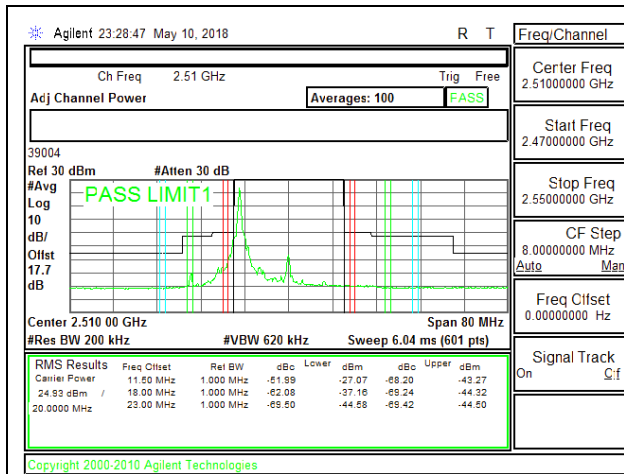 Agilent 23:28:47 May 10, 2018 R T
Ch Freq 2.51 GHz Trig Free
Adj Channel Power Averages: 100 PASS
39004
Ref 30 dBm #Atten 30 dB
#Avg
Log
10
dB/
Offst
17.7
dB
PASS LIMIT1
Center 2.510 00 GHz Span 80 MHz
#Res BW 200 kHz #VBW 620 kHz Sweep 6.04 ms (601 pts)
RMS Results Freq Offset Ref BW dBc Lower dBm dBc Upper dBm
Carrier Power 11.50 MHz 1.000 MHz -51.99 -27.07 -68.20 -43.27
24.93 dBm / 18.00 MHz 1.000 MHz -62.08 -37.16 -69.24 -44.32
20.0000 MHz 23.00 MHz 1.000 MHz -69.50 -44.58 -69.42 -44.50
Copyright 2000-2010 Agilent Technologies
Freq/Channel
Center Freq
2.51000000 GHz
Start Freq
2.47000000 GHz
Stop Freq
2.55000000 GHz
CF Step
8.00000000 MHz
Auto Man
Freq Offset
0.00000000 Hz
Signal Track
On Off